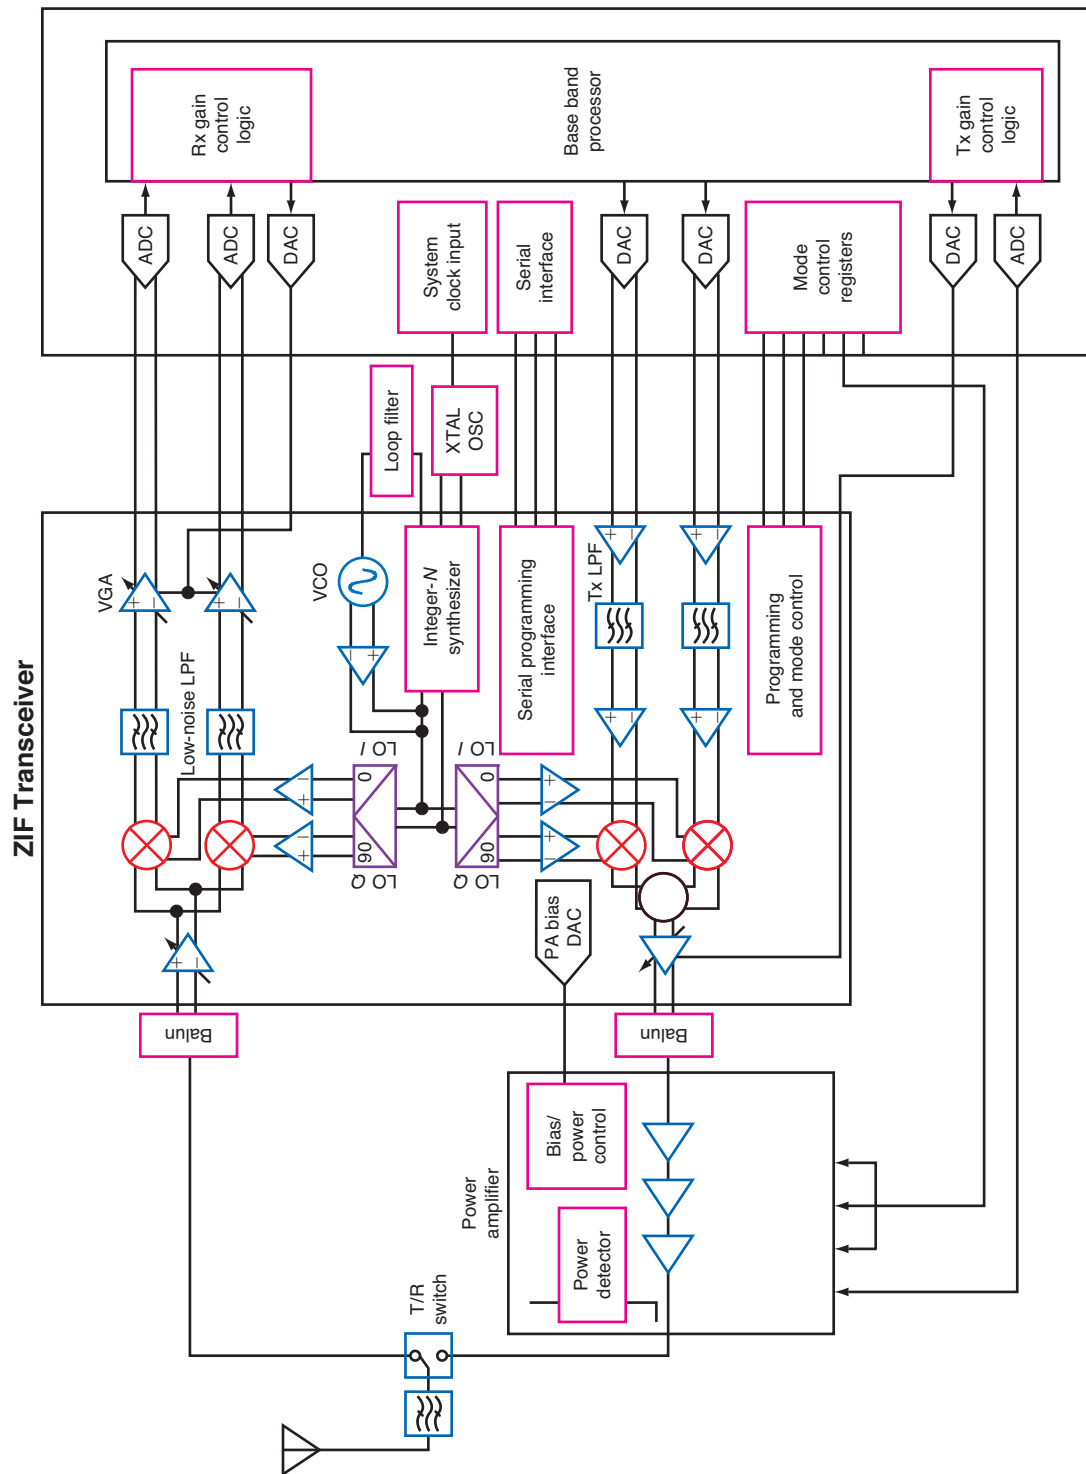 ZIF Transceiver
Rx gain
control
logic
Base band
processor
Tx gain
control
logic
ADC
ADC
DAC
System
clock input
Serial
interface
DAC
DAC
Mode
control
registers
DAC
ADC
Loop filter
XTAL
OSC
VGA
+
−
+
−
VCO
−
+
Integer-N
synthesizer
Serial programming
interface
Tx LPF
+
−
+
−
Programming
and mode control
Low-noise LPF
+
−
+
−
LO I
0
90
LO Q
LO I
0
90
LO Q
−
+
−
+
+
−
+
−
+
−
PA bias
DAC
Balun
Balun
Power
amplifier
Bias/
power
control
Power
detector
T/R
switch